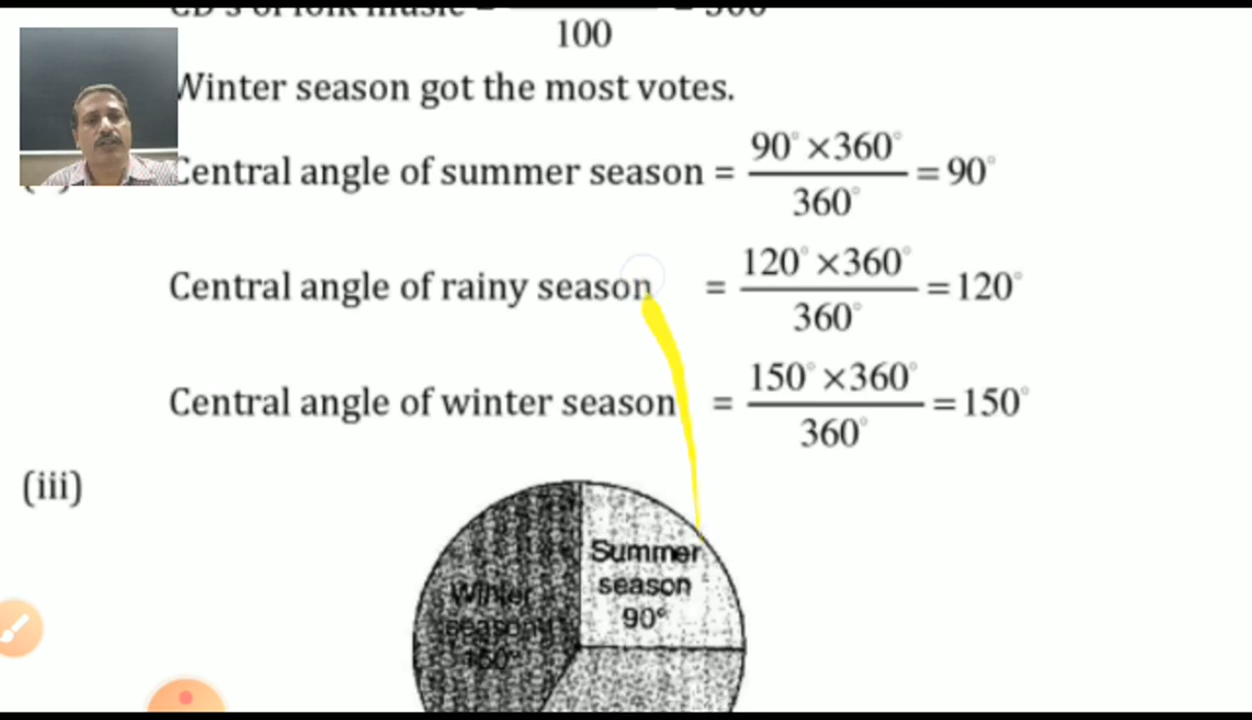 100
Winter season got the most votes.
Central angle of summer season = 90° ×360° / 360° = 90°
Central angle of rainy season = 120° ×360° / 360° = 120°
Central angle of winter season = 150° ×360° / 360° = 150°
(iii)
Summer
season
90°
Winter
season
150°